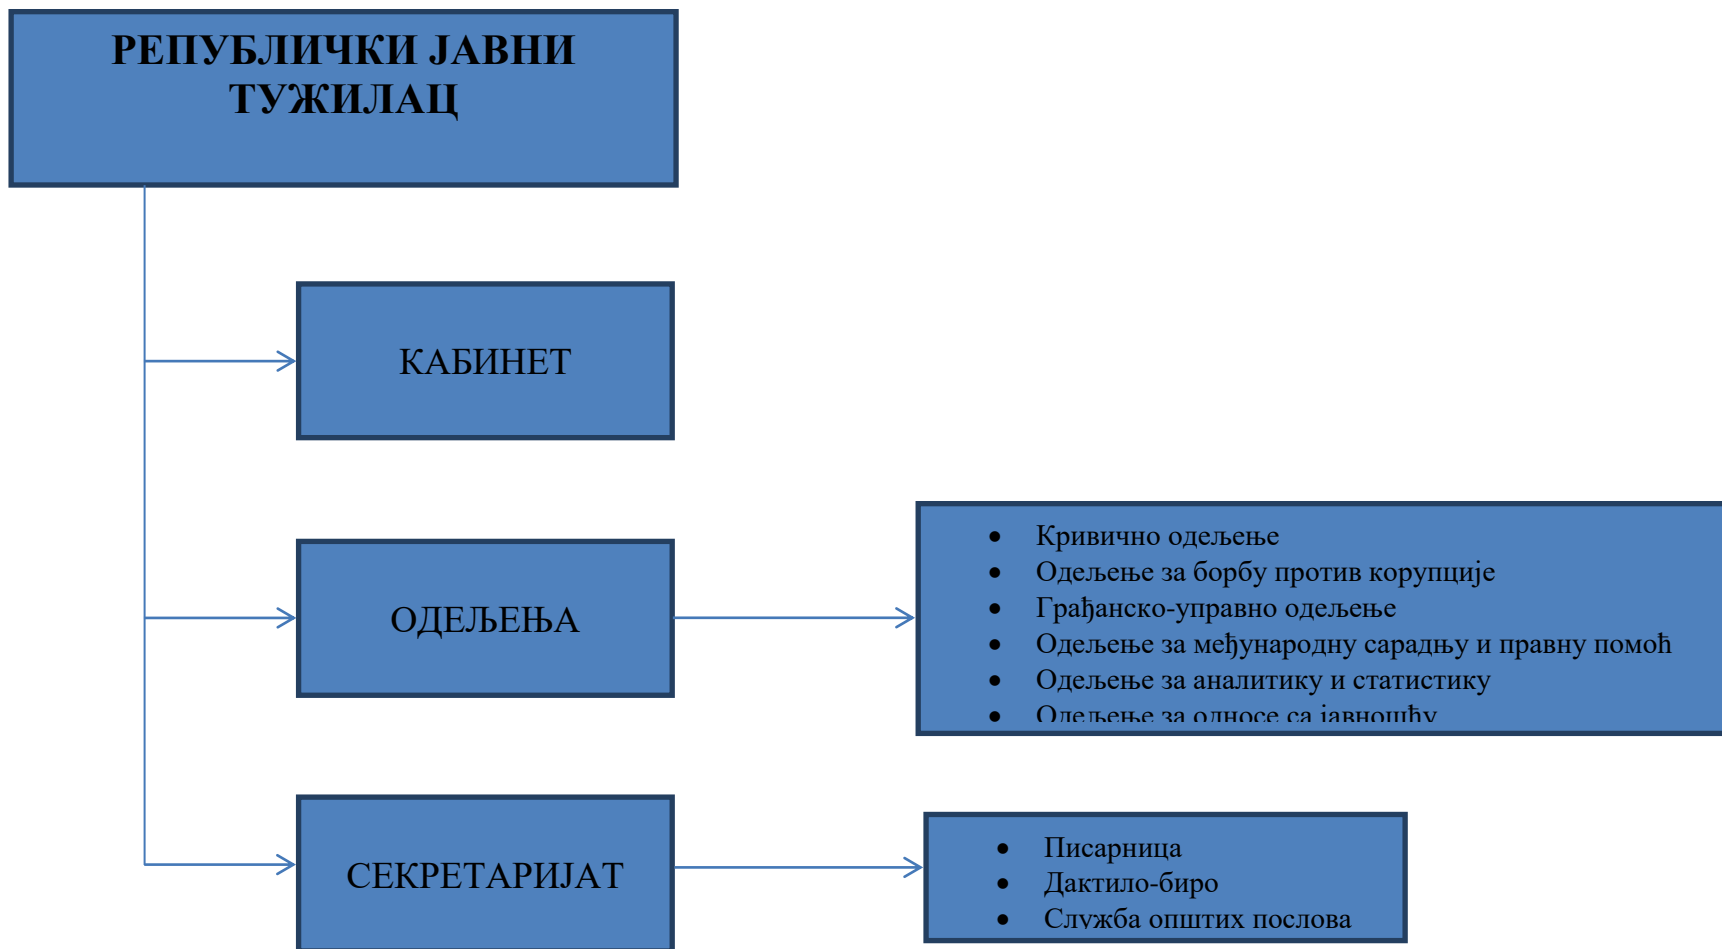 РЕПУБЛИЧКИ ЈАВНИ
ТУЖИЛАЦ
КАБИНЕТ
ОДЕЉЕЊА
• Кривично одељење
• Одељење за борбу против корупције
• Грађанско-управно одељење
• Одељење за међународну сарадњу и правну помоћ
• Одељење за аналитику и статистику
• Одељење за односе са јавношћу
СЕКРЕТАРИЈАТ
• Писарница
• Дактило-биро
• Служба општих послова